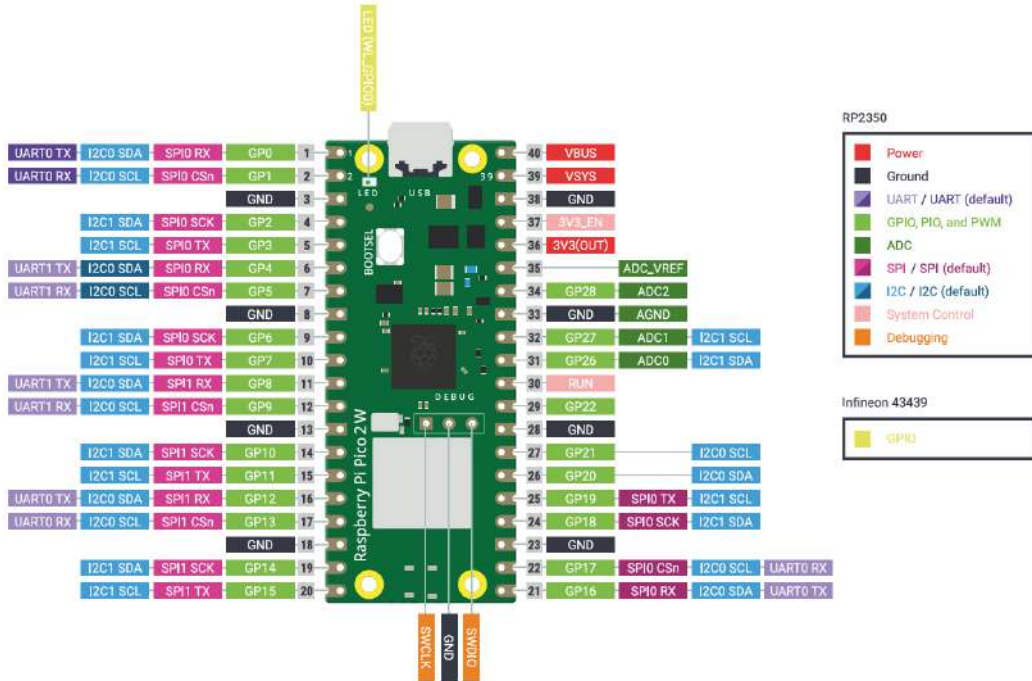 LED (WL_GPIO0)
UART0 TX I2C0 SDA SPI0 RX GP0 1 1 40 VBUS
UART0 RX I2C0 SCL SPI0 CSn GP1 2 2 LED USB 39 39 VSYS
GND 3 38 GND
I2C1 SDA SPI0 SCK GP2 4 37 3V3_EN
I2C1 SCL SPI0 TX GP3 5 BOOTSEL 36 3V3(OUT)
UART1 TX I2C0 SDA SPI0 RX GP4 6 35 ADC_VREF
UART1 RX I2C0 SCL SPI0 CSn GP5 7 34 GP28 ADC2
GND 8 33 GND AGND
I2C1 SDA SPI0 SCK GP6 9 32 GP27 ADC1 I2C1 SCL
I2C1 SCL SPI0 TX GP7 10 31 GP26 ADC0 I2C1 SDA
UART1 TX I2C0 SDA SPI1 RX GP8 11 30 RUN
UART1 RX I2C0 SCL SPI1 CSn GP9 12 DEBUG 29 GP22
GND 13 28 GND
I2C1 SDA SPI1 SCK GP10 14 27 GP21 I2C0 SCL
I2C1 SCL SPI1 TX GP11 15 26 GP20 I2C0 SDA
UART0 TX I2C0 SDA SPI1 RX GP12 16 25 GP19 SPI0 TX I2C1 SCL
UART0 RX I2C0 SCL SPI1 CSn GP13 17 24 GP18 SPI0 SCK I2C1 SDA
GND 18 23 GND
I2C1 SDA SPI1 SCK GP14 19 22 GP17 SPI0 CSn I2C0 SCL UART0 RX
I2C1 SCL SPI1 TX GP15 20 21 GP16 SPI0 RX I2C0 SDA UART0 TX
Raspberry Pi Pico 2 W
SWCLK GND SWDIO
RP2350
Power
Ground
UART / UART (default)
GPIO, PIO, and PWM
ADC
SPI / SPI (default)
I2C / I2C (default)
System Control
Debugging
Infineon 43439
GPIO